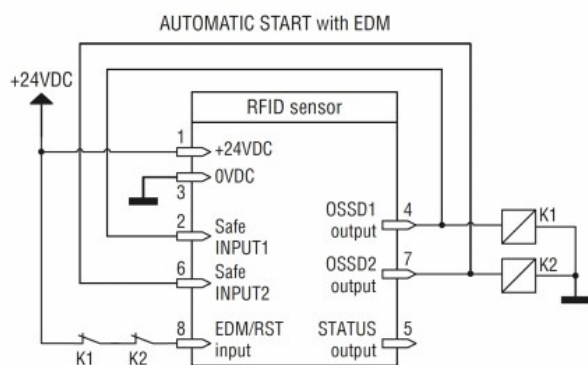 AUTOMATIC START with EDM
+24VDC
RFID sensor
1
+24VDC
0VDC
3
2
Safe
INPUT1
6
Safe
INPUT2
8
EDM/RST
input
K1
K2
OSSD1
output
4
K1
OSSD2
output
7
K2
STATUS
output
5